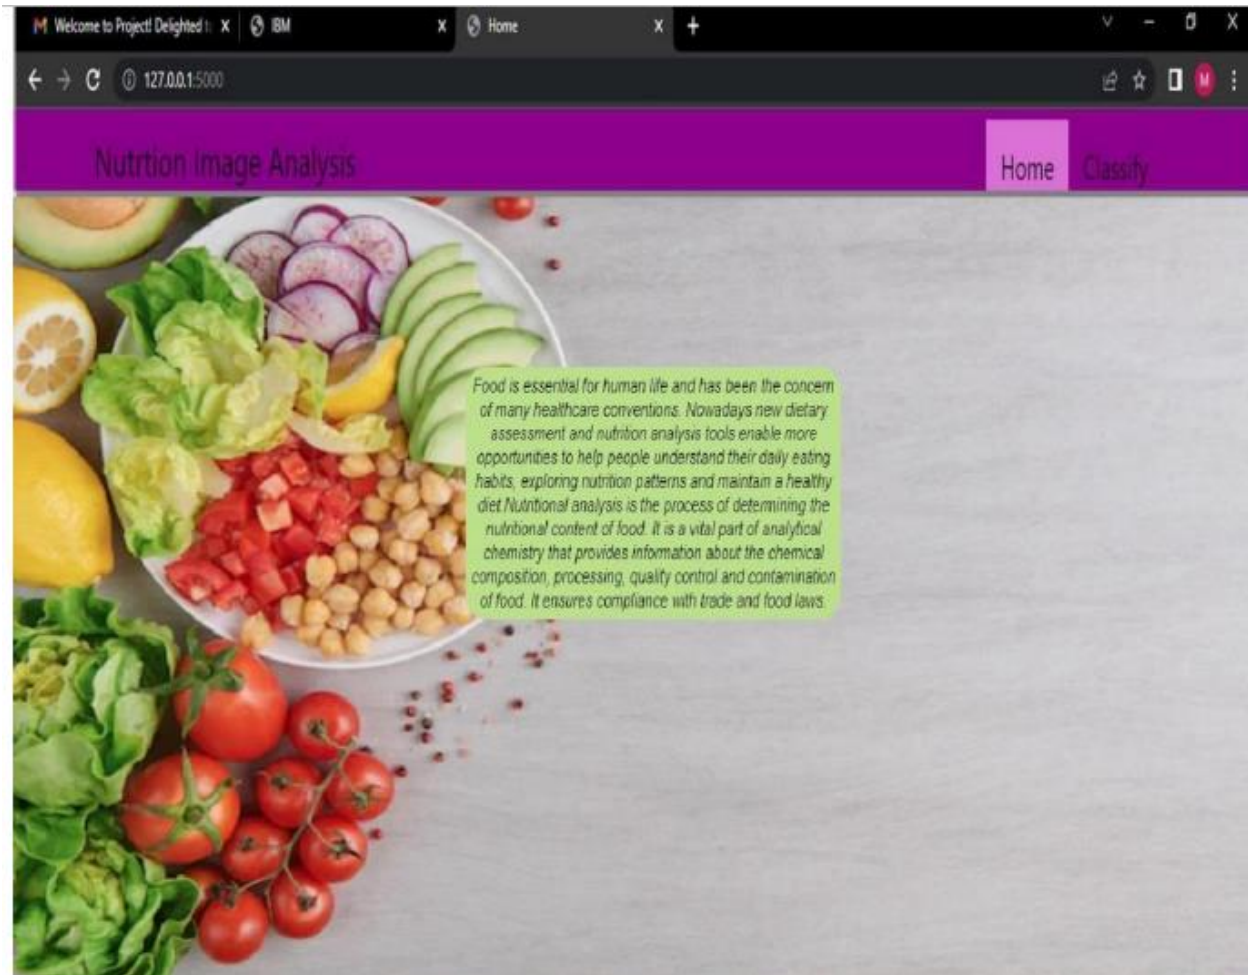 Welcome to Project! Delighted t
IBM
Home
127.0.0.1:5000
M
Nutrtion Image Analysis
Home
Classify
Food is essential for human life and has been the concern
of many healthcare conventions. Nowadays new dietary
assessment and nutrition analysis tools enable more
opportunities to help people understand their daily eating
habits, exploring nutrition patterns and maintain a healthy
diet.Nutritional analysis is the process of determining the
nutritional content of food. It is a vital part of analytical
chemistry that provides information about the chemical
composition, processing, quality control and contamination
of food. It ensures compliance with trade and food laws.